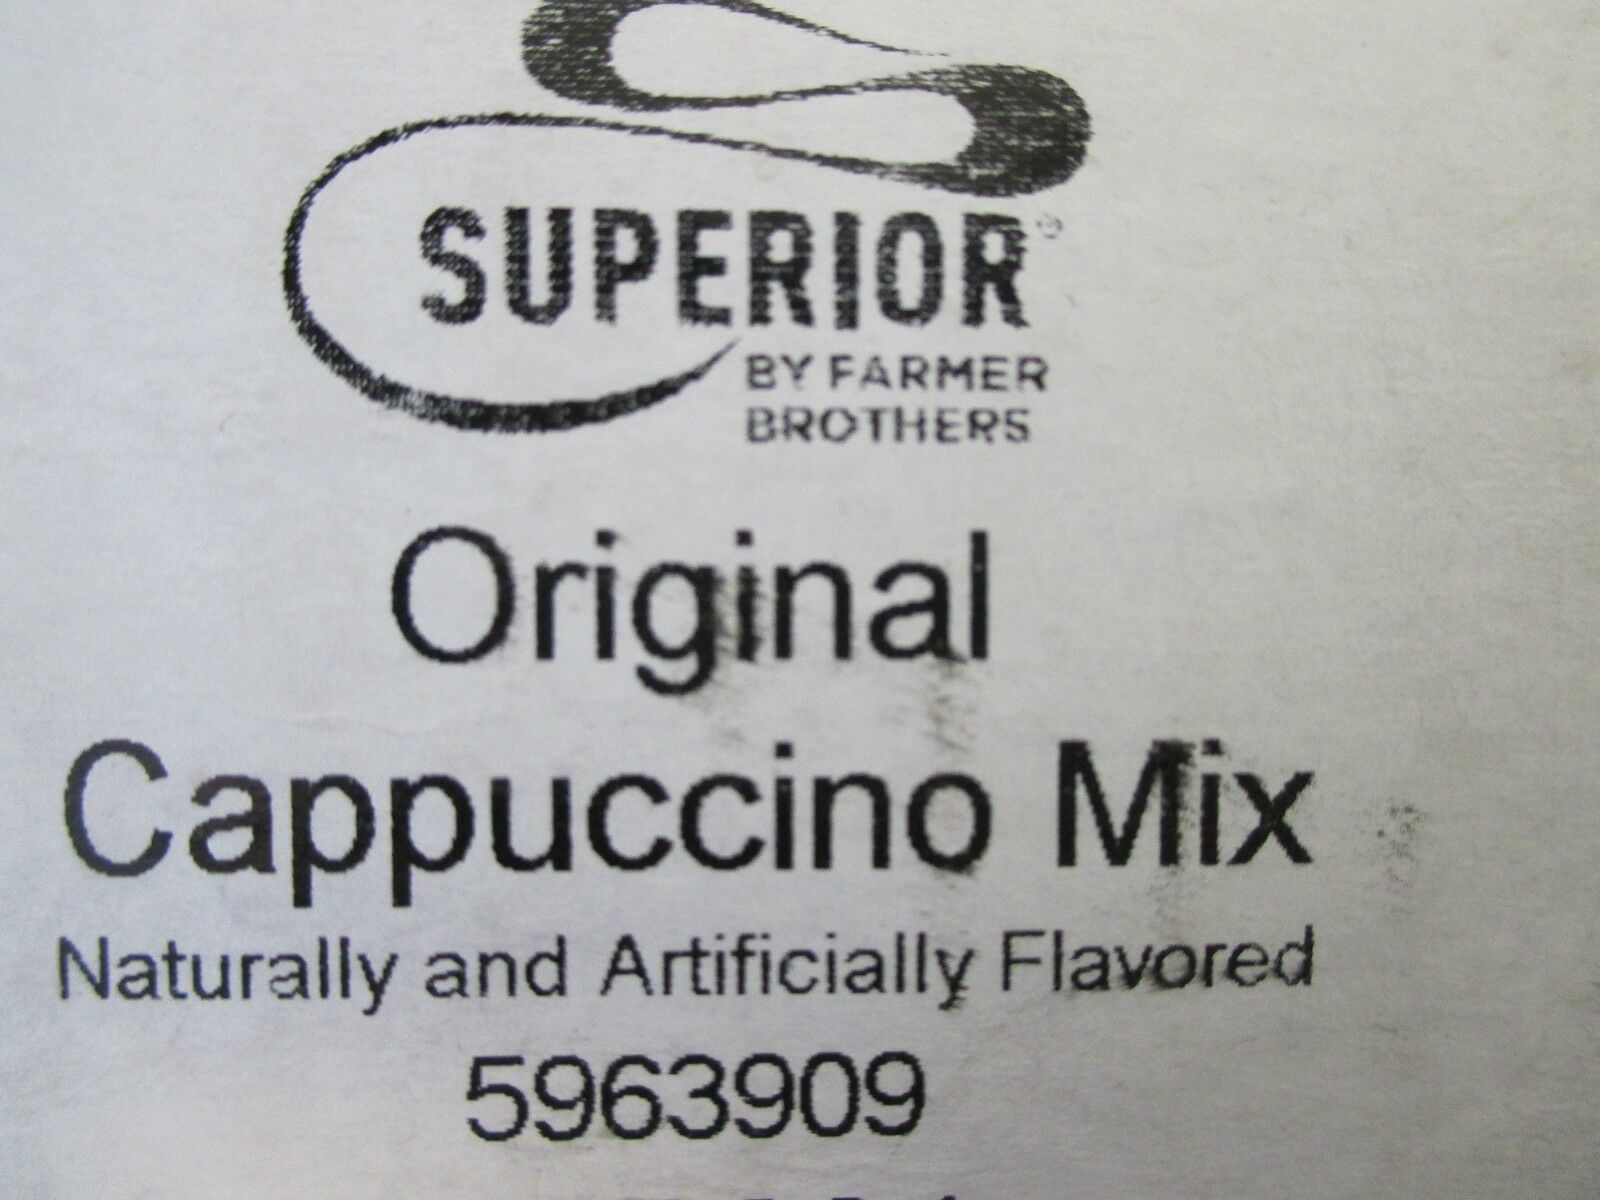 SUPERIOR®
BY FARMER
BROTHERS
Original
Cappuccino Mix
Naturally and Artificially Flavored
5963909